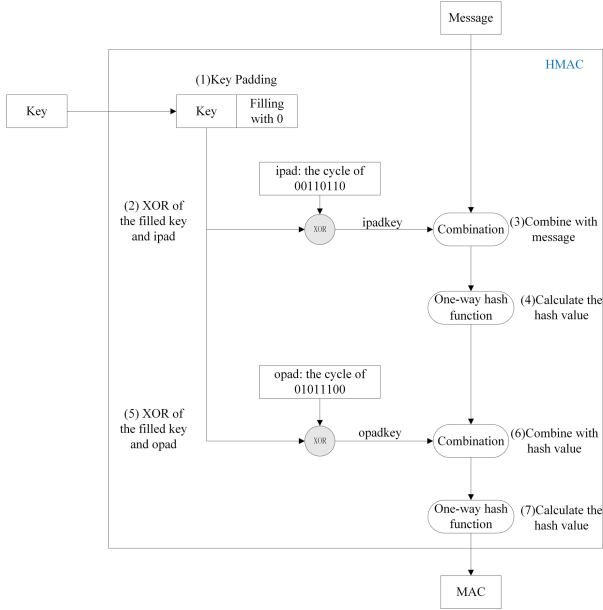 Message
HMAC
(1)Key Padding
Key
Key
Filling
with 0
ipad: the cycle of
00110110
(2) XOR of
the filled key
and ipad
XOR
ipadkey
Combination
(3)Combine with
message
One-way hash
function
(4)Calculate the
hash value
opad: the cycle of
01011100
(5) XOR of
the filled key
and opad
XOR
opadkey
Combination
(6)Combine with
hash value
One-way hash
function
(7)Calculate the
hash value
MAC